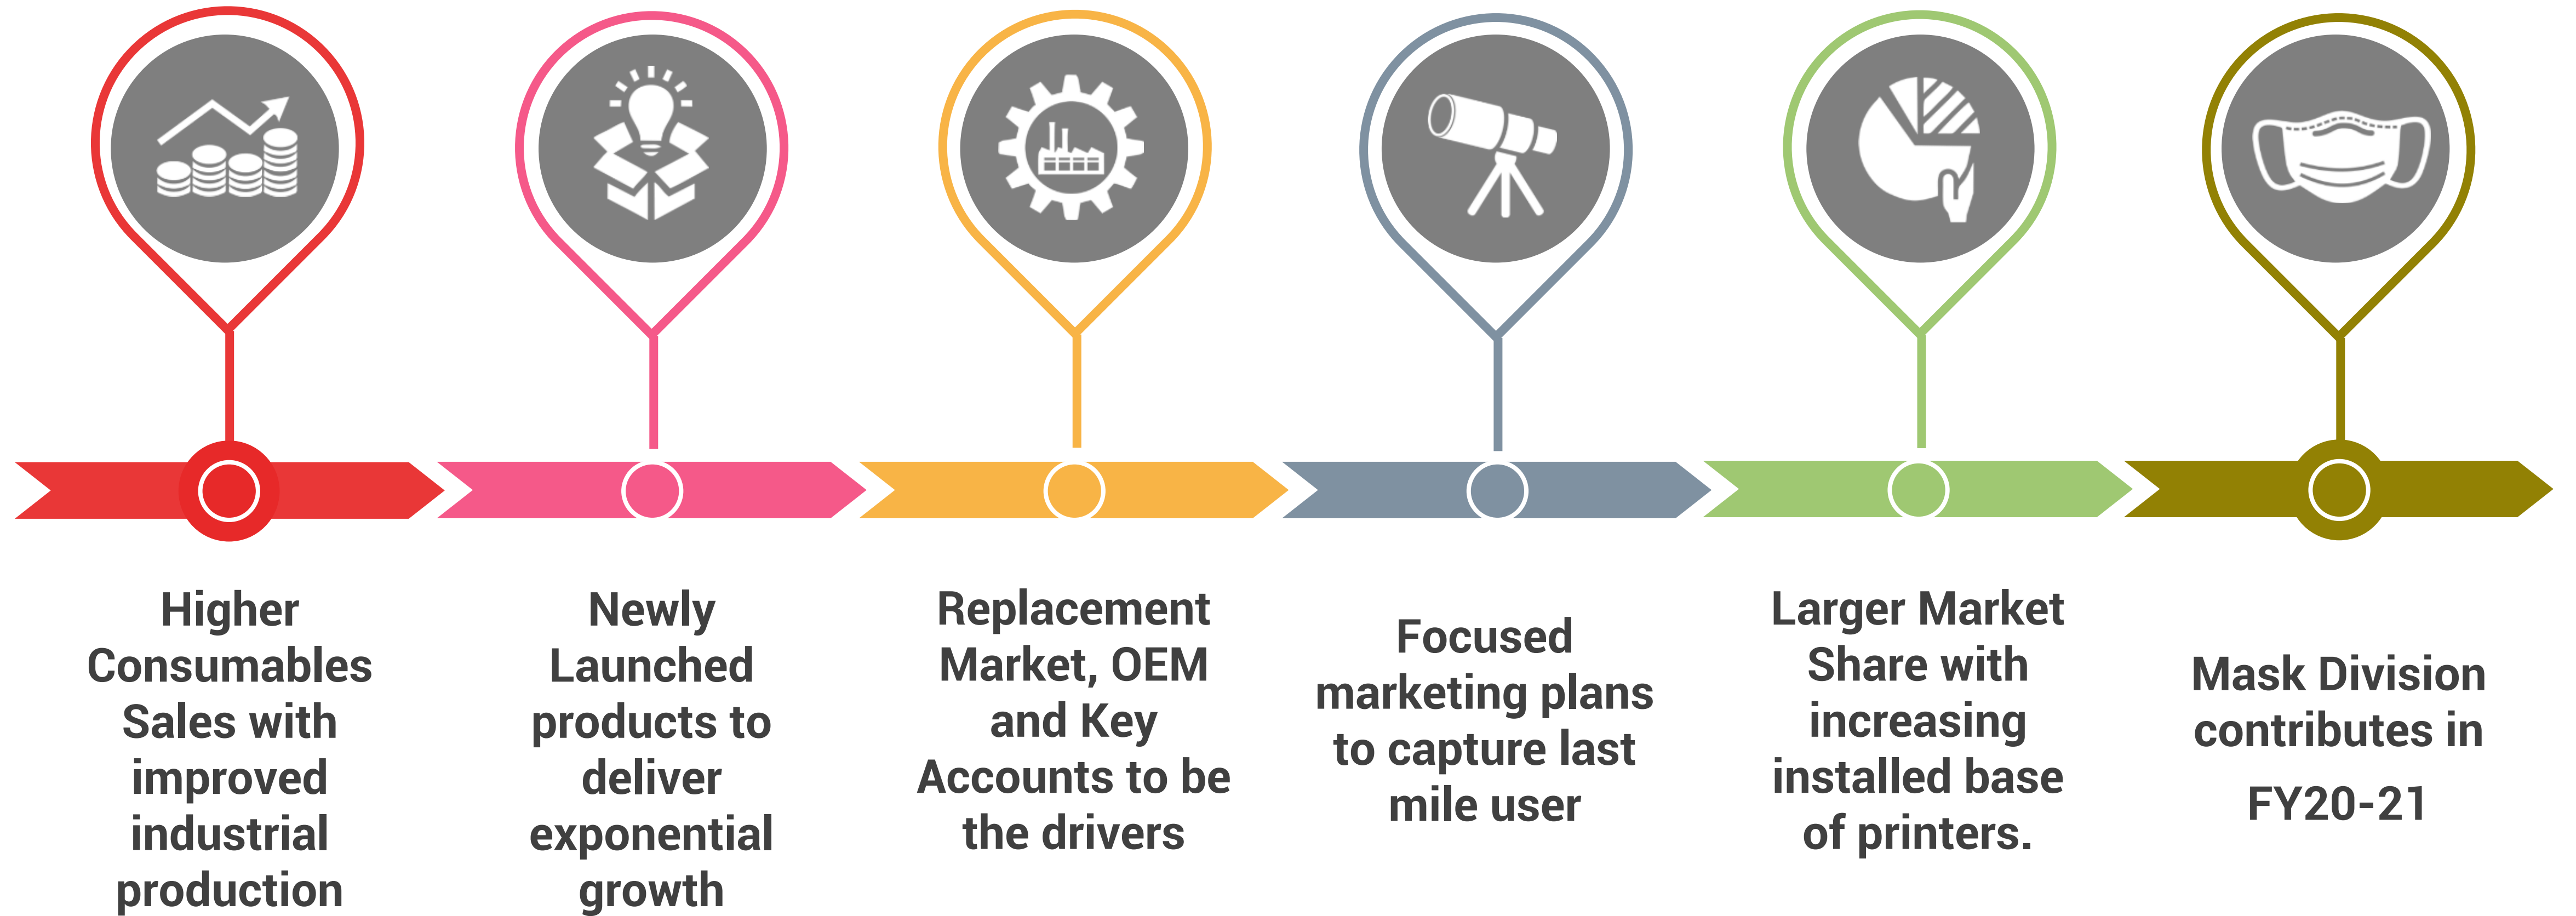 Higher
Consumables
Sales with
improved
industrial
production
Newly
Launched
products to
deliver
exponential
growth
Replacement
Market, OEM
and Key
Accounts to be
the drivers
Focused
marketing plans
to capture last
mile user
Larger Market
Share with
increasing
installed base
of printers.
Mask Division
contributes in
FY20-21